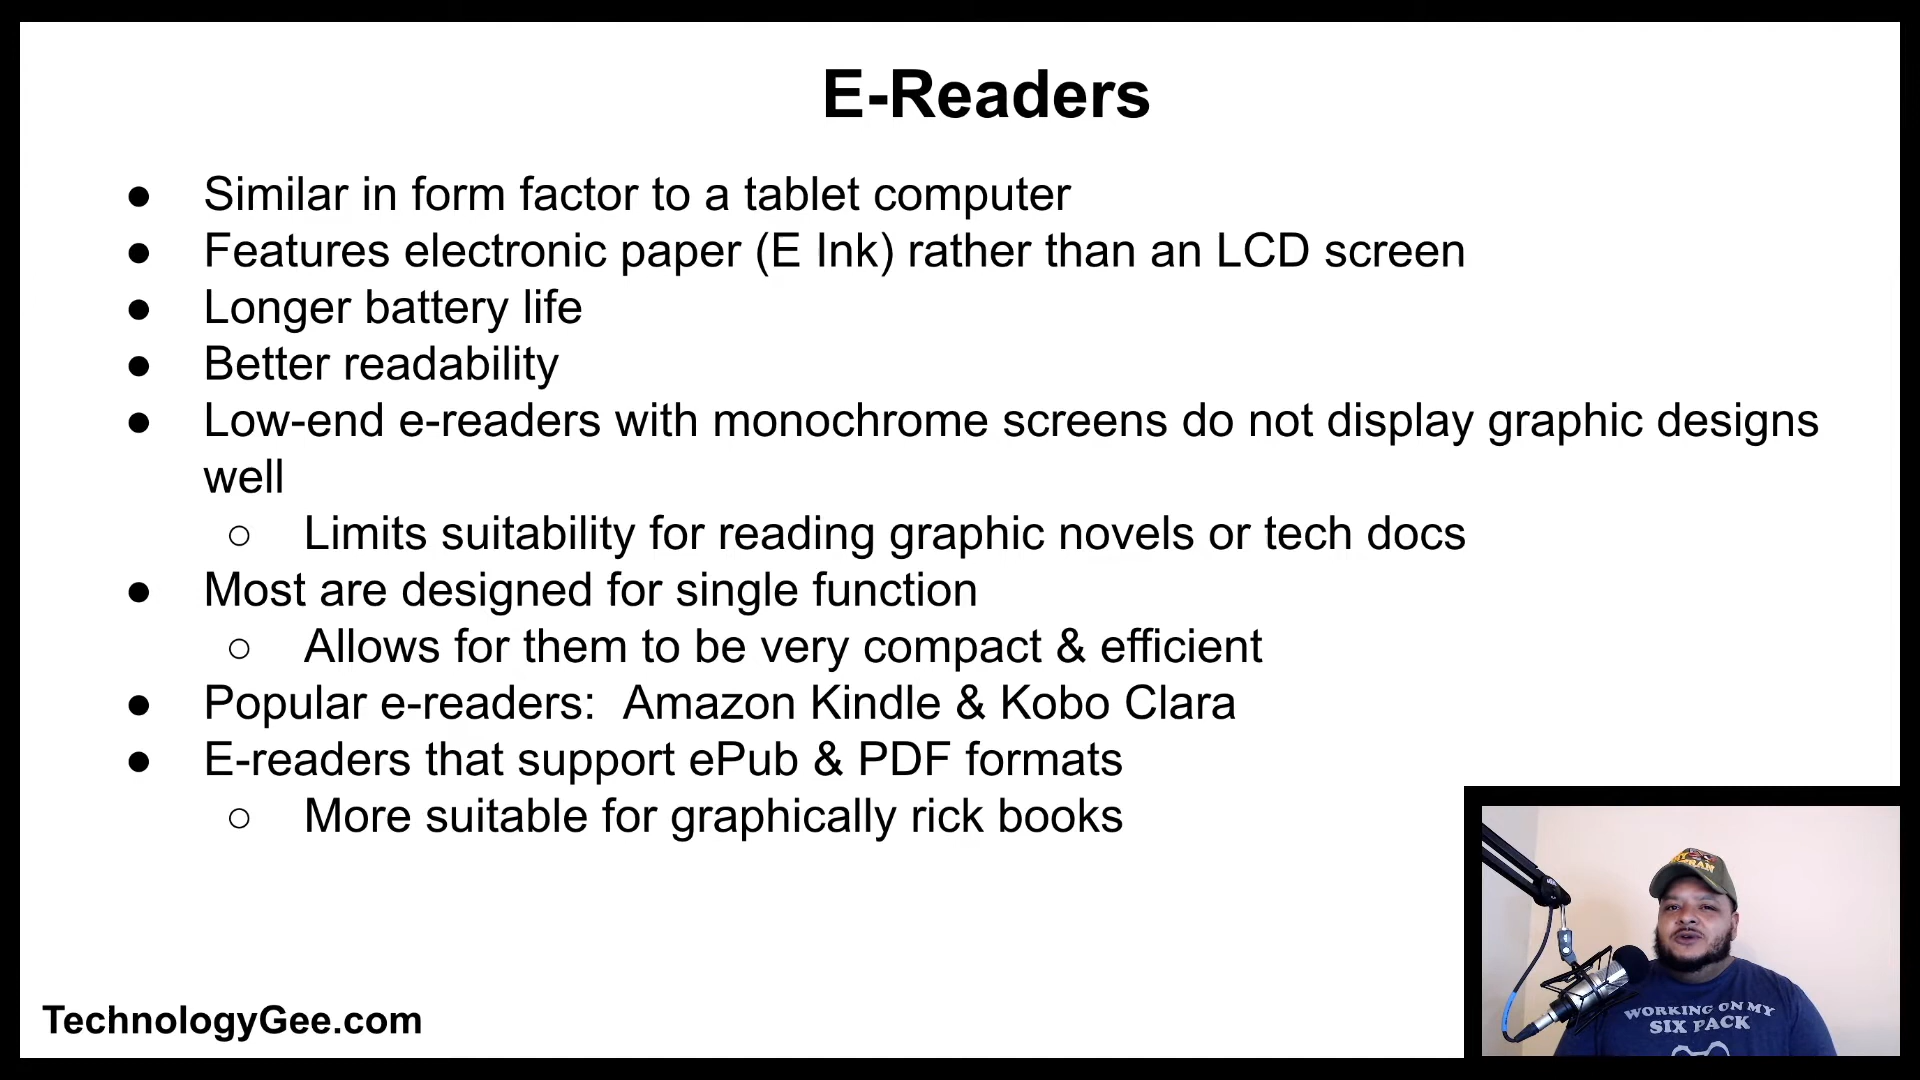 E-Readers
● Similar in form factor to a tablet computer
● Features electronic paper (E Ink) rather than an LCD screen
● Longer battery life
● Better readability
● Low-end e-readers with monochrome screens do not display graphic designs
well
○ Limits suitability for reading graphic novels or tech docs
● Most are designed for single function
○ Allows for them to be very compact & efficient
● Popular e-readers:  Amazon Kindle & Kobo Clara
● E-readers that support ePub & PDF formats
○ More suitable for graphically rick books
WORKING ON MY
SIX PACK
TechnologyGee.com